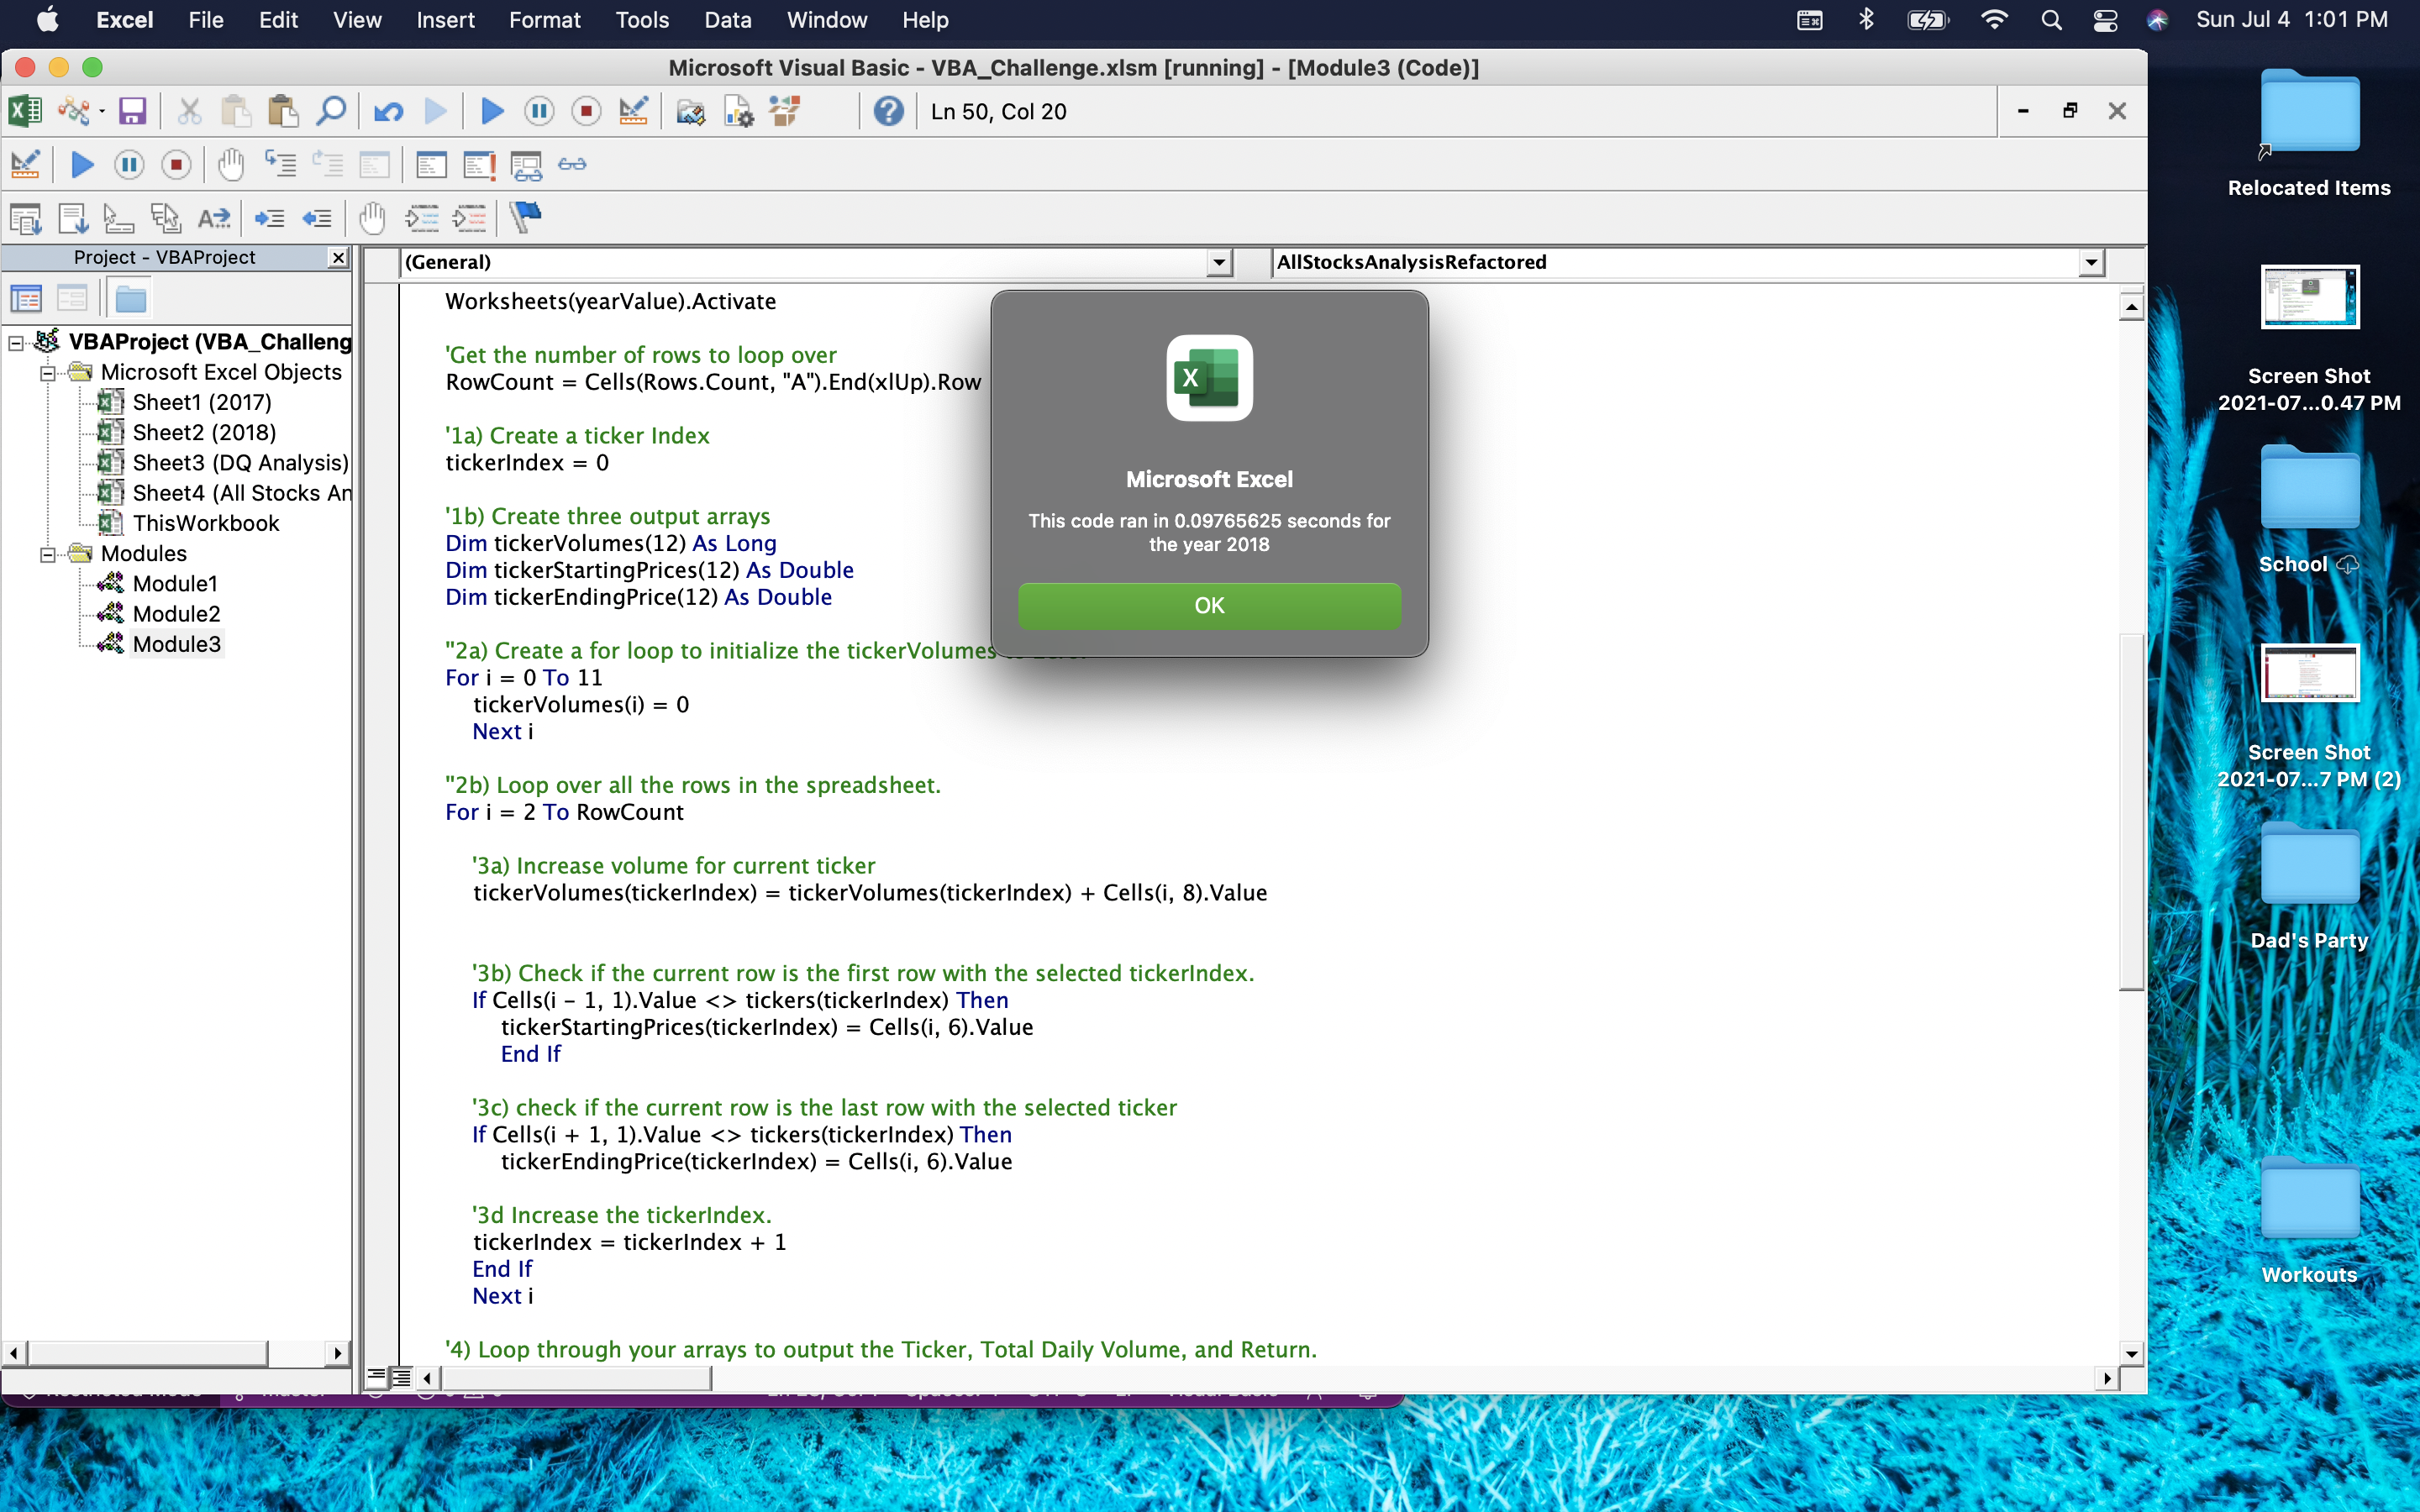 Excel File Edit View Insert Format Tools Data Window Help Sun Jul 4 1:01 PM
Microsoft Visual Basic - VBA_Challenge.xlsm [running] - [Module3 (Code)]
Ln 50, Col 20
Project - VBAProject
(General)
AllStocksAnalysisRefactored
VBAProject (VBA_Challeng
Microsoft Excel Objects
Sheet1 (2017)
Sheet2 (2018)
Sheet3 (DQ Analysis)
Sheet4 (All Stocks An
ThisWorkbook
Modules
Module1
Module2
Module3
Worksheets(yearValue).Activate
'Get the number of rows to loop over
RowCount = Cells(Rows.Count, "A").End(xlUp).Row
'1a) Create a ticker Index
tickerIndex = 0
'1b) Create three output arrays
Dim tickerVolumes(12) As Long
Dim tickerStartingPrices(12) As Double
Dim tickerEndingPrice(12) As Double
''2a) Create a for loop to initialize the tickerVolumes
For i = 0 To 11
tickerVolumes(i) = 0
Next i
''2b) Loop over all the rows in the spreadsheet.
For i = 2 To RowCount
'3a) Increase volume for current ticker
tickerVolumes(tickerIndex) = tickerVolumes(tickerIndex) + Cells(i, 8).Value
'3b) Check if the current row is the first row with the selected tickerIndex.
If Cells(i - 1, 1).Value <> tickers(tickerIndex) Then
tickerStartingPrices(tickerIndex) = Cells(i, 6).Value
End If
'3c) check if the current row is the last row with the selected ticker
If Cells(i + 1, 1).Value <> tickers(tickerIndex) Then
tickerEndingPrice(tickerIndex) = Cells(i, 6).Value
'3d Increase the tickerIndex.
tickerIndex = tickerIndex + 1
End If
Next i
'4) Loop through your arrays to output the Ticker, Total Daily Volume, and Return.
Microsoft Excel
This code ran in 0.09765625 seconds for
the year 2018
OK
Relocated Items
Screen Shot
2021-07...0.47 PM
School
Screen Shot
2021-07...7 PM (2)
Dad's Party
Workouts